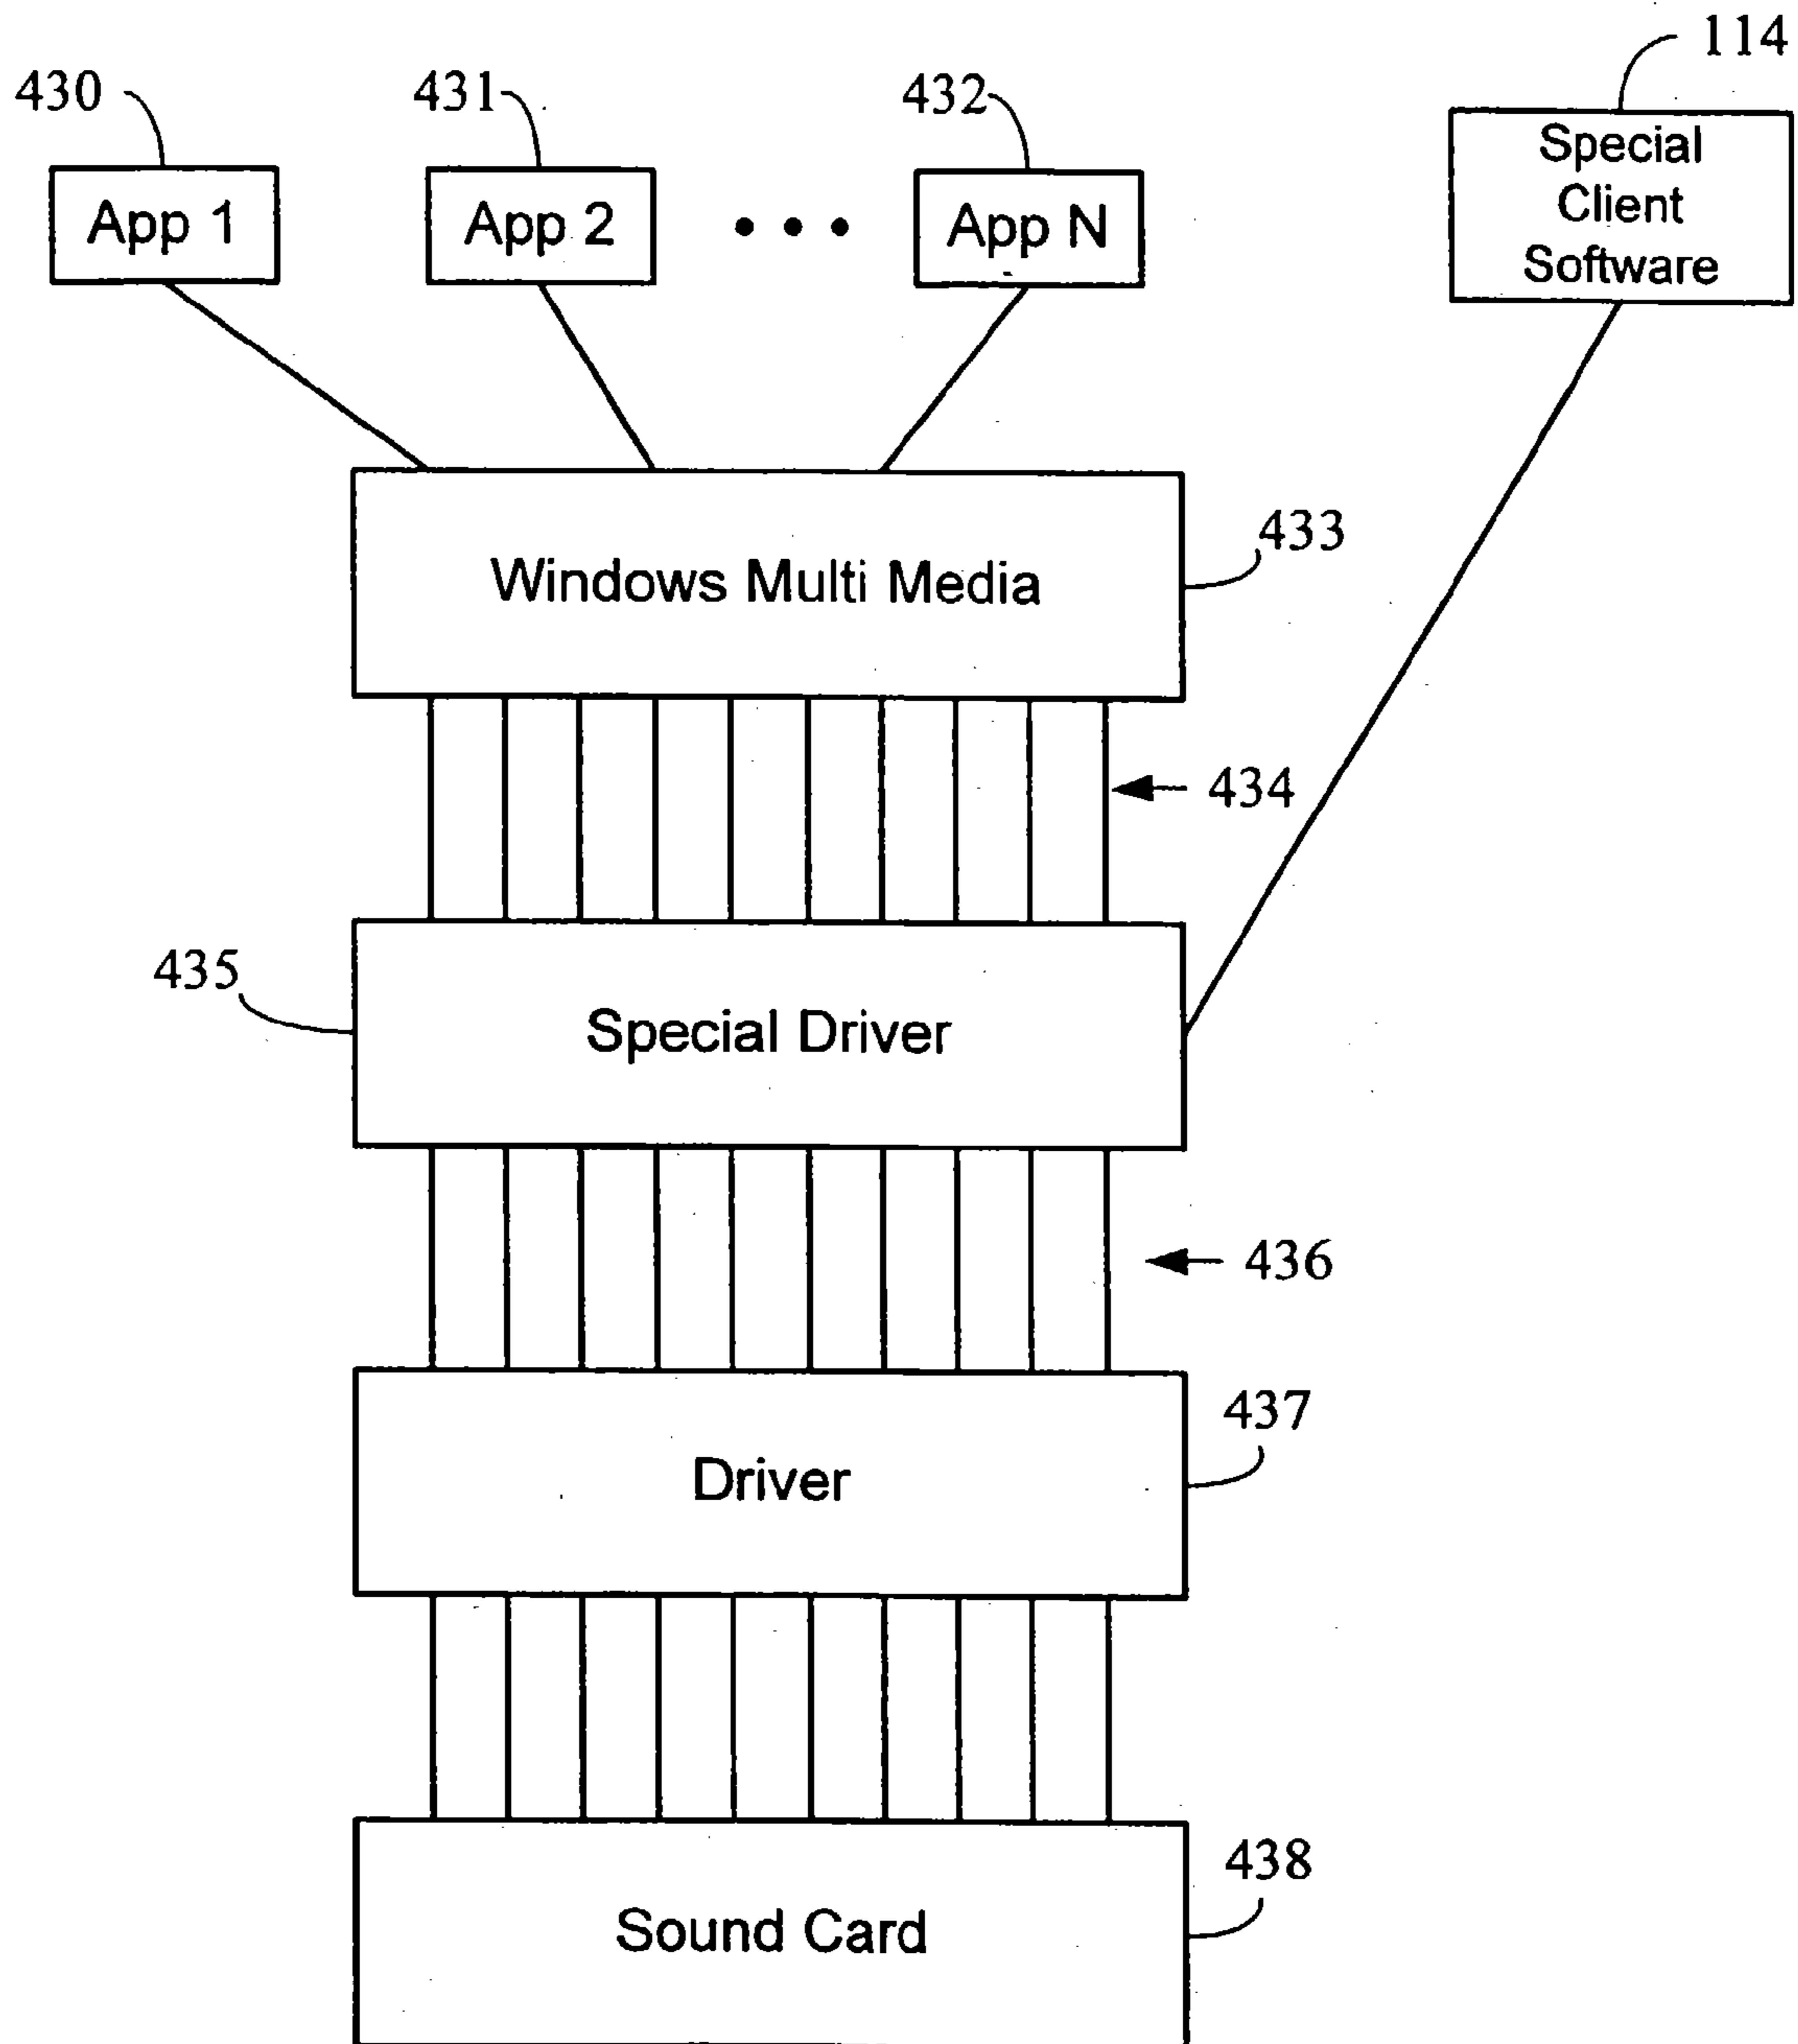 114
430
431
432
App 1
App 2
• • •
App N
Special
Client
Software
Windows Multi Media
433
434
435
Special Driver
436
Driver
437
Sound Card
438